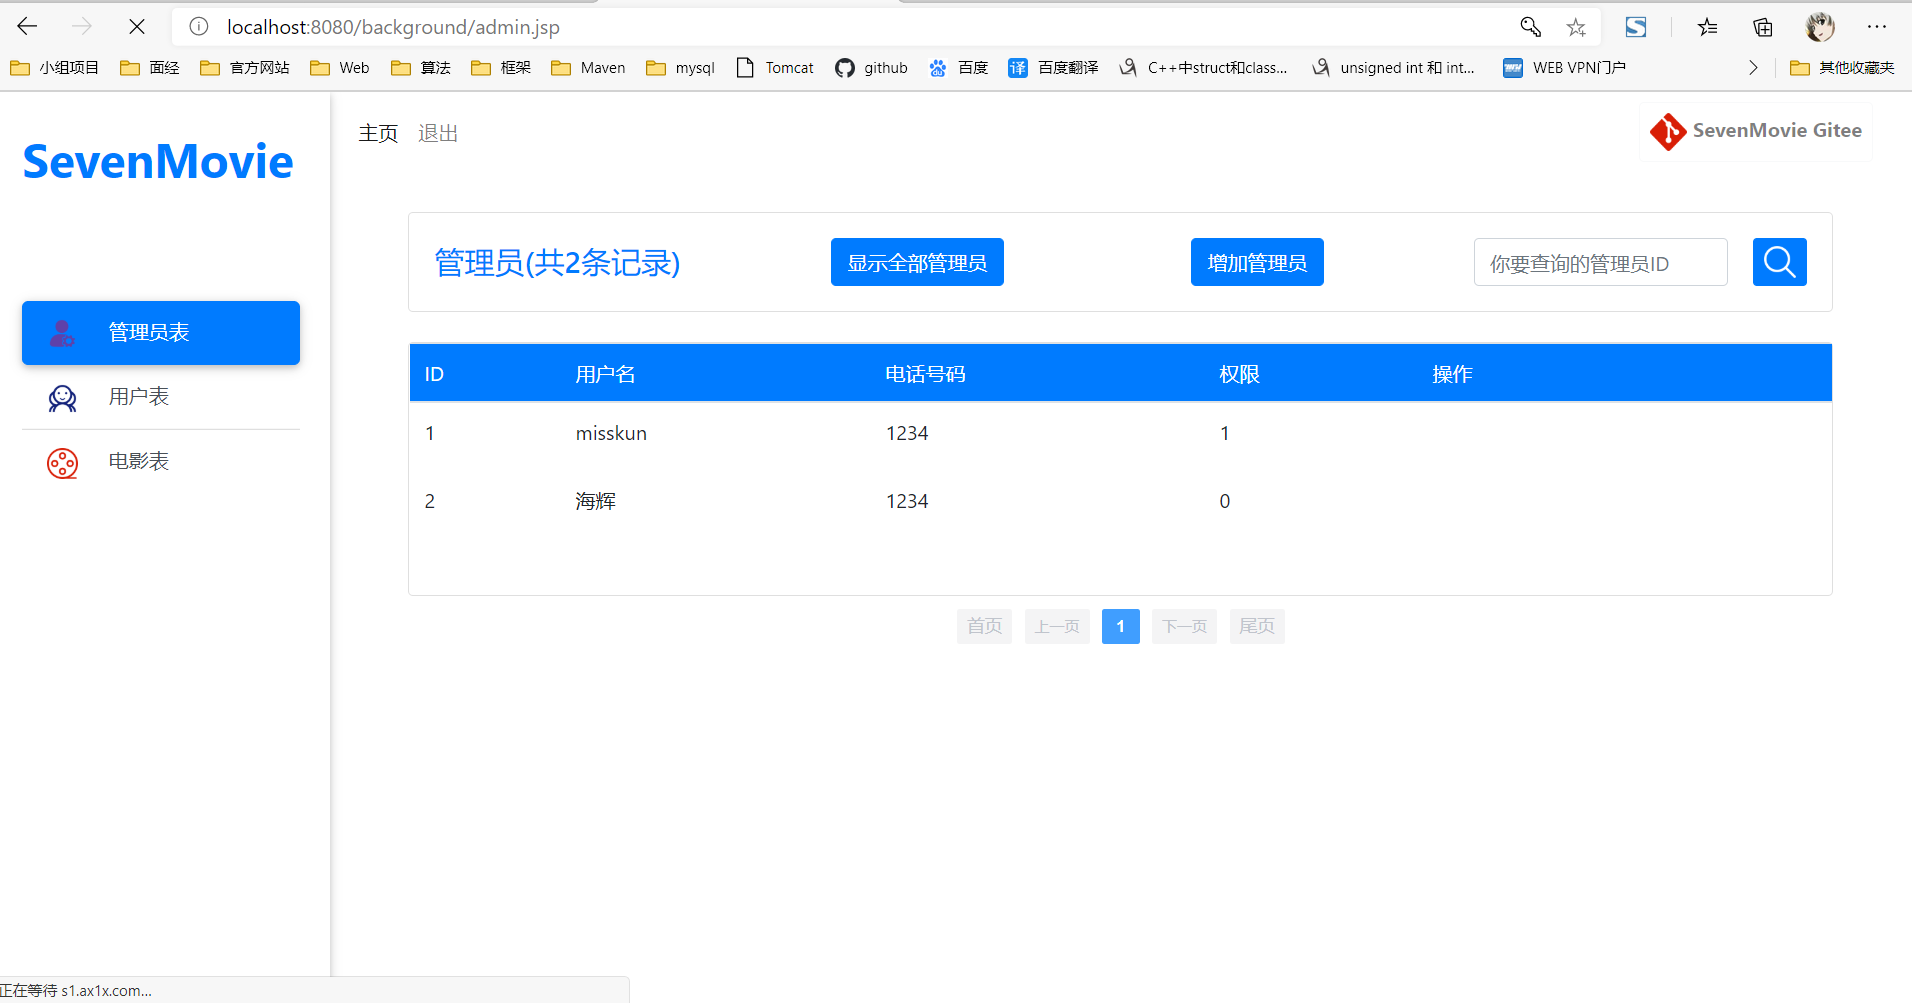 localhost:8080/background/admin.jsp
小组项目 面经 官方网站 Web 算法 框架 Maven mysql Tomcat github 百度 译 百度翻译 C++中struct和class... unsigned int 和 int... WEB VPN门户 其他收藏夹
SevenMovie
主页 退出
SevenMovie Gitee
管理员(共2条记录) 显示全部管理员 增加管理员 你要查询的管理员ID
管理员表
用户表
电影表
ID 用户名 电话号码 权限 操作
1 misskun 1234 1
2 海辉 1234 0
首页 上一页 1 下一页 尾页
正在等待 s1.ax1x.com...